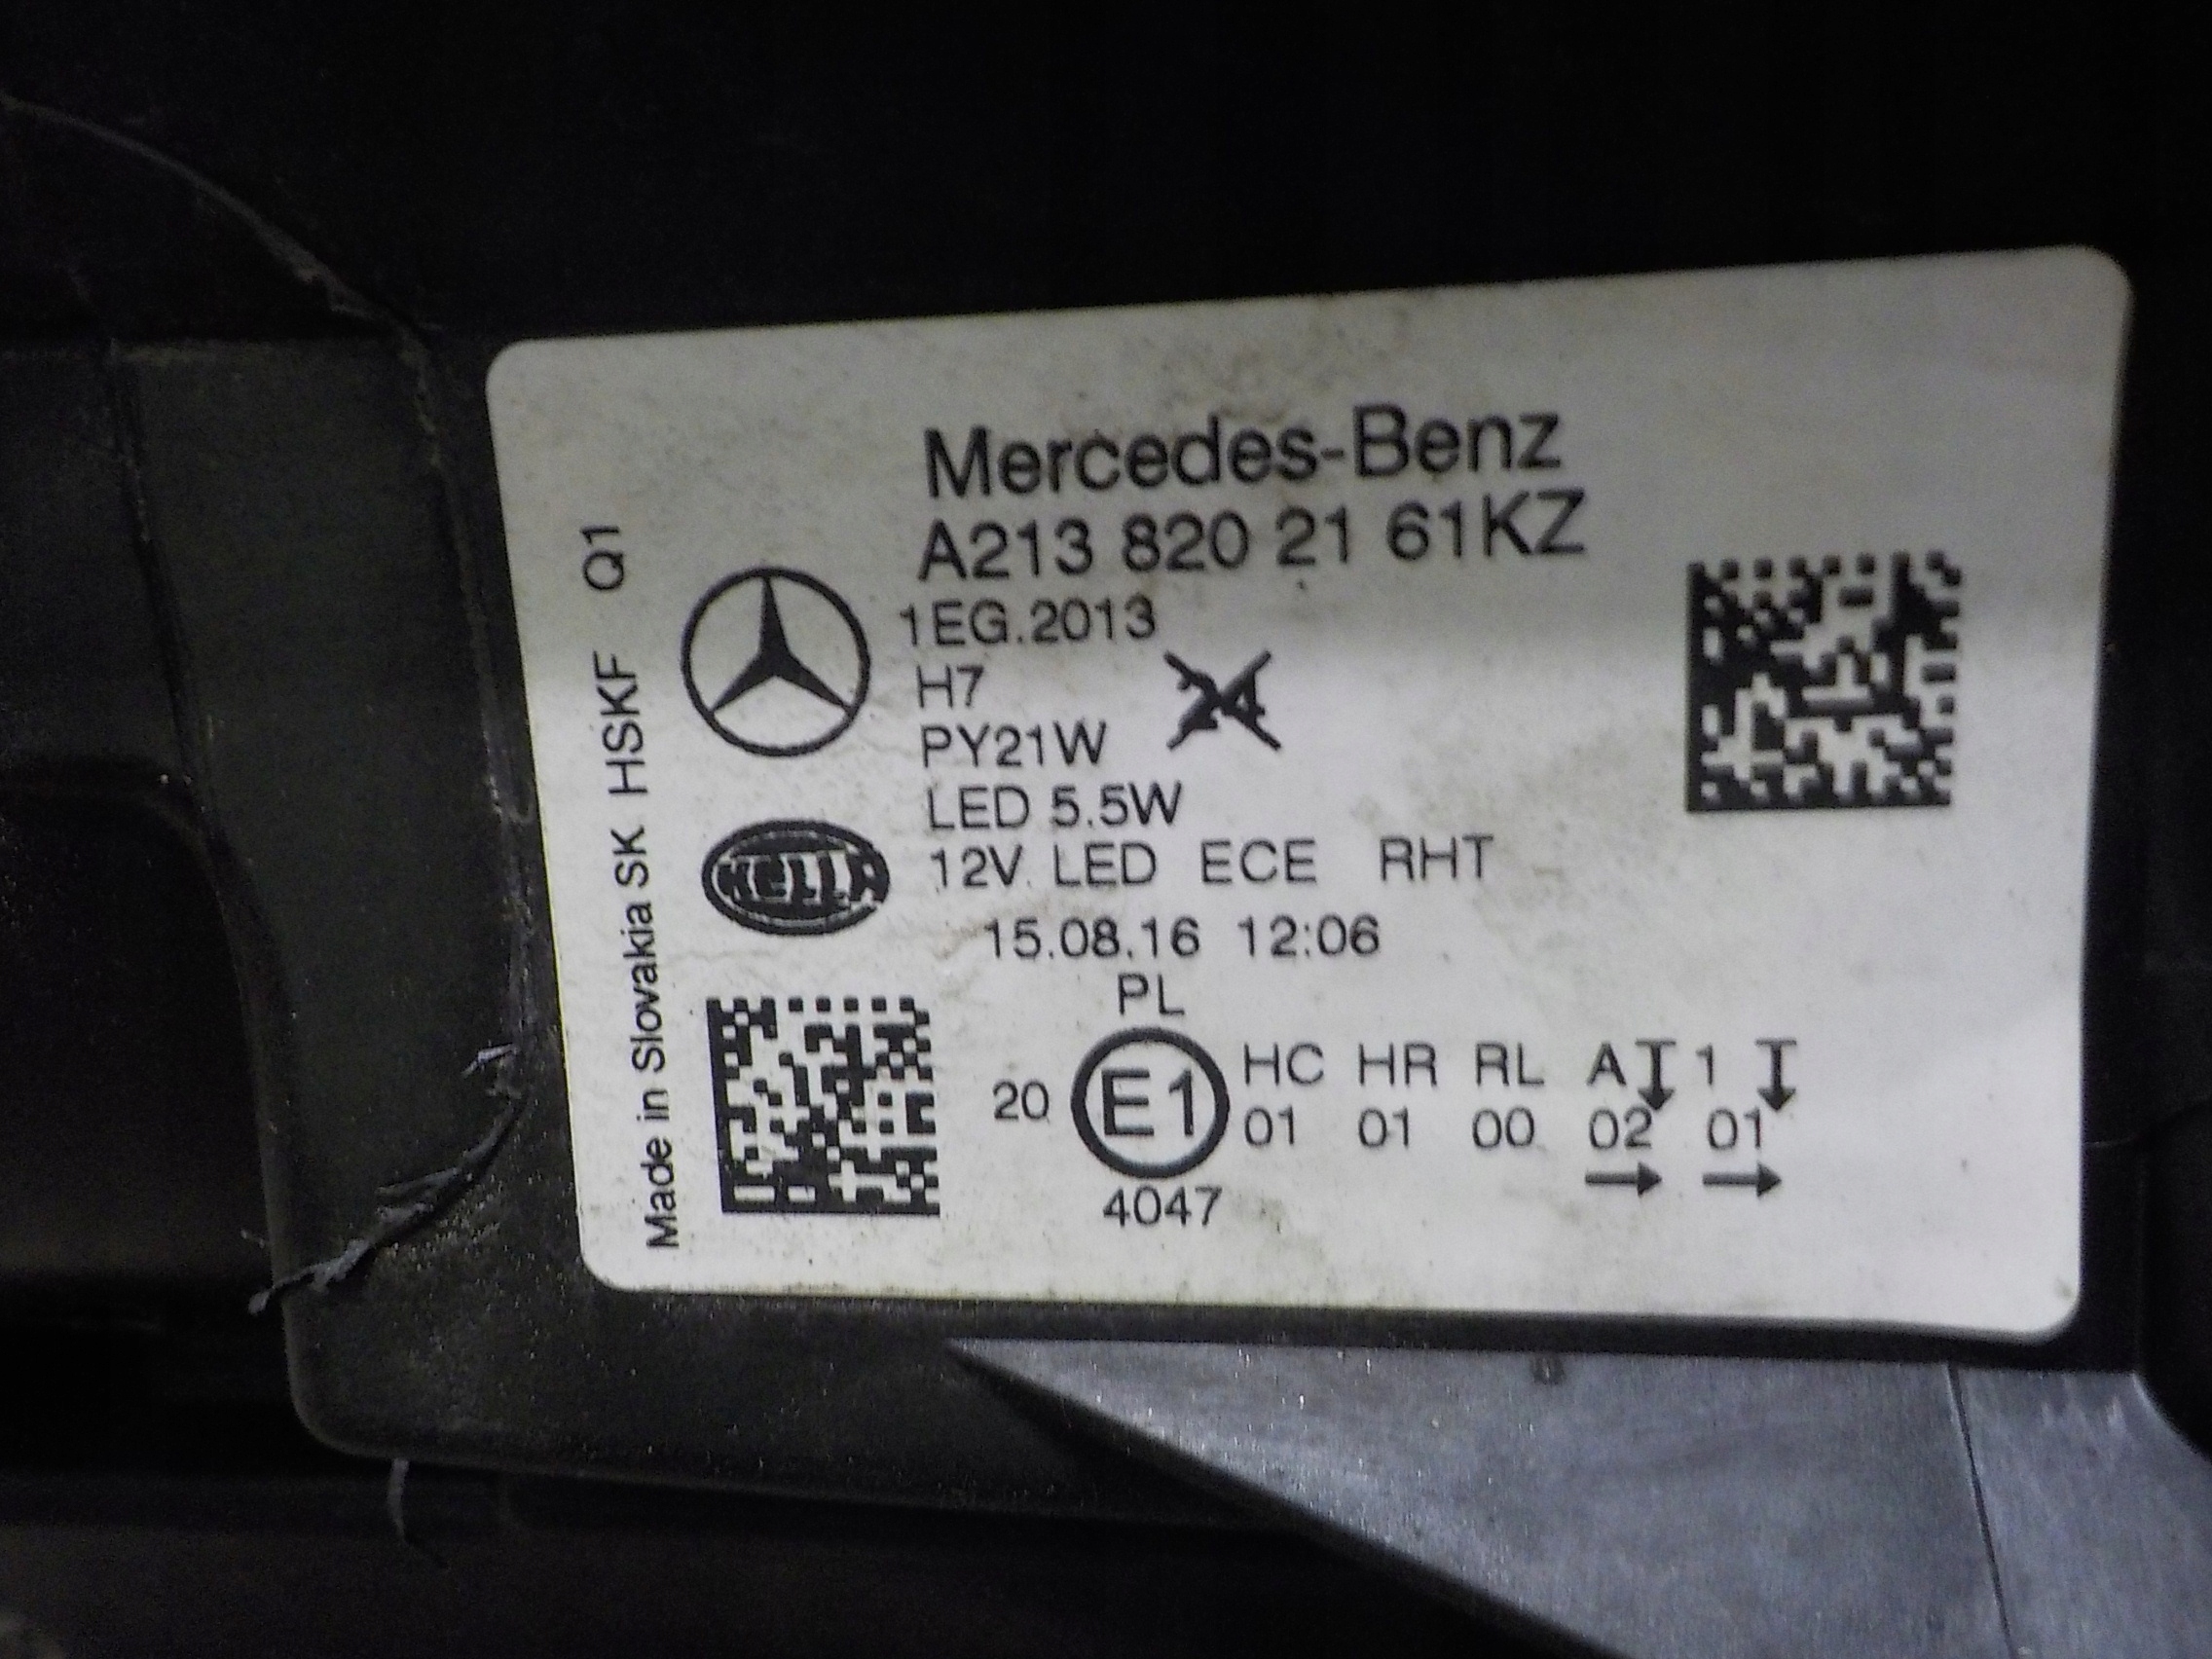 Mercedes-Benz
A213 820 21 61KZ
1EG.2013
H7
24
PY21W
LED 5.5W
12V LED ECE RHT
15.08.16 12:06
PL
20 E1 HC HR RL A 1
01 01 00 02 01
4047
HELLA
Made in Slovakia SK HSKF Q1